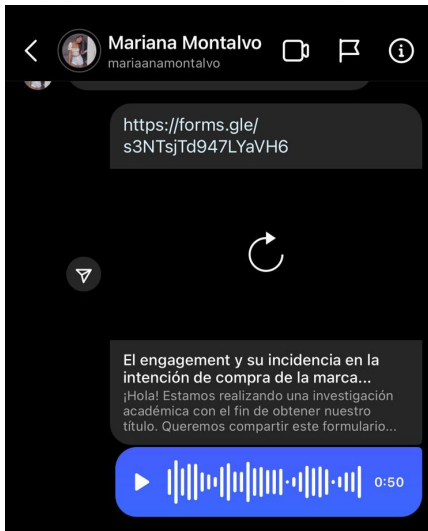 Mariana Montalvo
mariaanamontalvo
https://forms.gle/
s3NTsjTd947LYaVH6
El engagement y su incidencia en la
intención de compra de la marca...
¡Hola! Estamos realizando una investigación
académica con el fin de obtener nuestro
título. Queremos compartir este formulario...
0:50